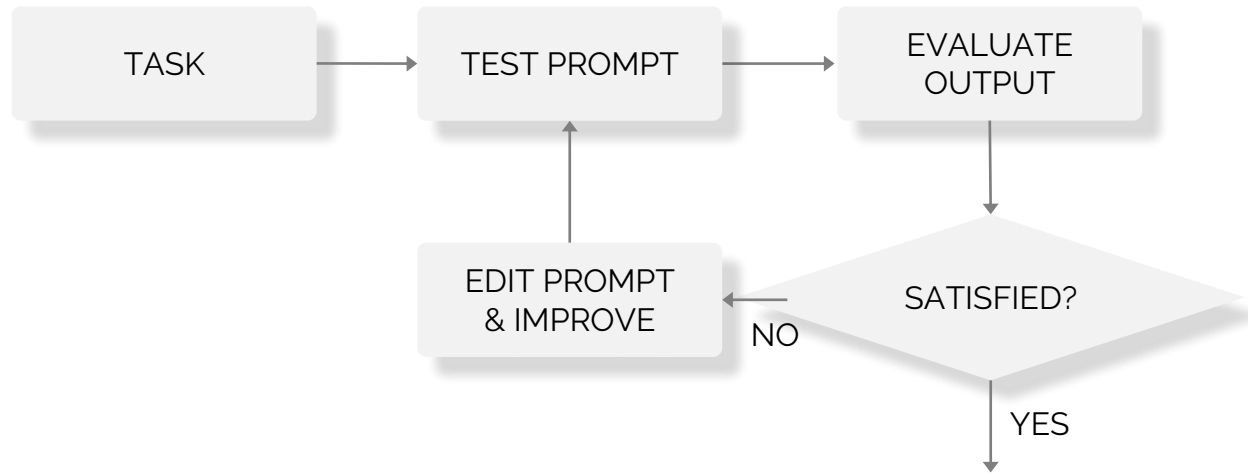 TASK
TEST PROMPT
EVALUATE
OUTPUT
EDIT PROMPT
& IMPROVE
SATISFIED?
NO
YES